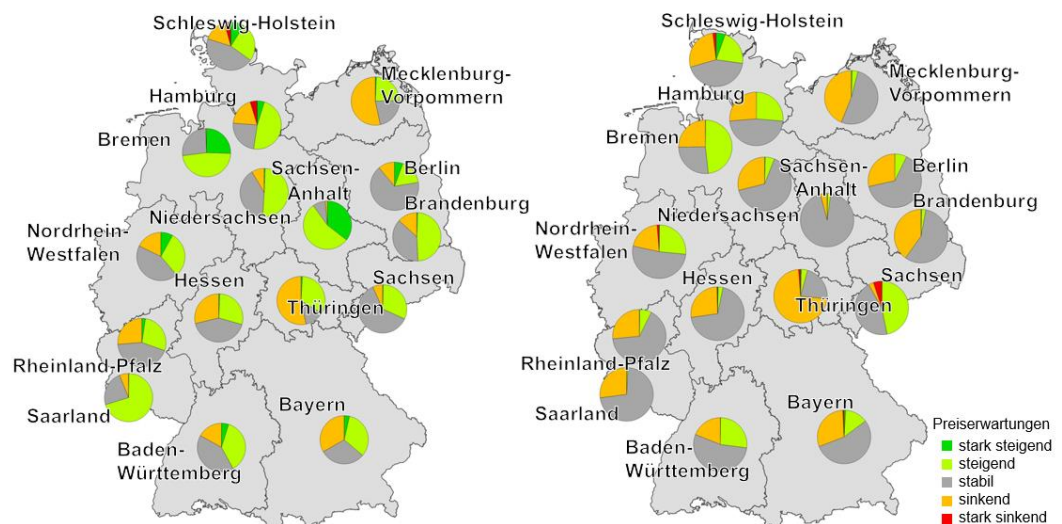 Schleswig-Holstein
Mecklenburg-
Vorpommern
Hamburg
Bremen
Berlin
Sachsen-
Anhalt
Brandenburg
Niedersachsen
Nordrhein-
Westfalen
Hessen
Sachsen
Thüringen
Rheinland-Pfalz
Saarland
Bayern
Baden-
Württemberg
Schleswig-Holstein
Mecklenburg-
Vorpommern
Hamburg
Bremen
Berlin
Sachsen-
Anhalt
Brandenburg
Niedersachsen
Nordrhein-
Westfalen
Hessen
Sachsen
Thüringen
Rheinland-Pfalz
Saarland
Bayern
Baden-
Württemberg
Preiserwartungen
stark steigend
steigend
stabil
sinkend
stark sinkend